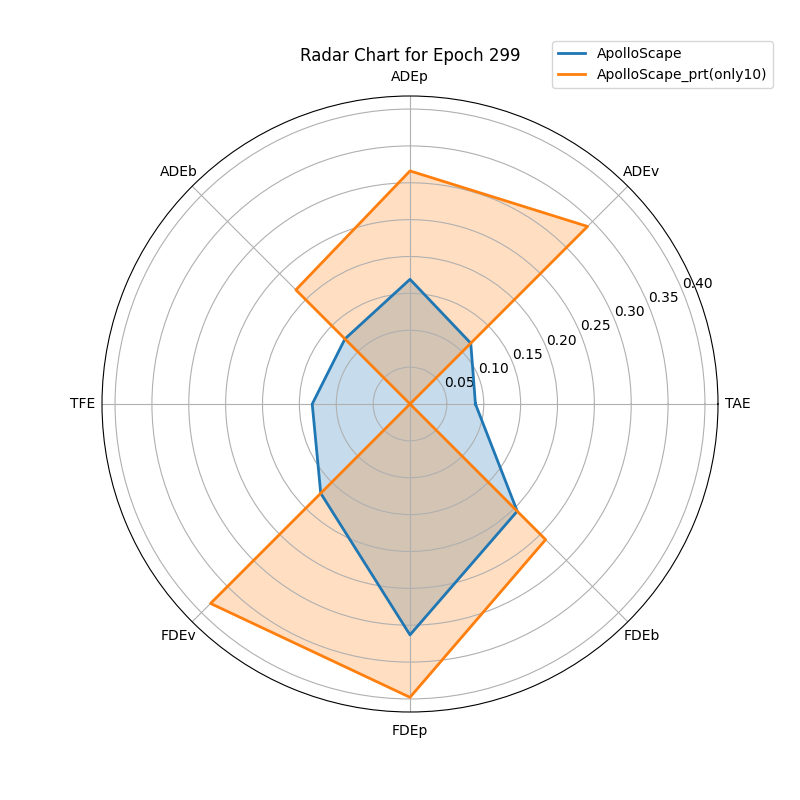 Radar Chart for Epoch 299
ApolloScape
ApolloScape_prt(only10)
ADEp
ADEb
ADEv
0.40
0.35
0.30
0.25
0.20
0.15
0.10
0.05
TFE
TAE
FDEv
FDEb
FDEp